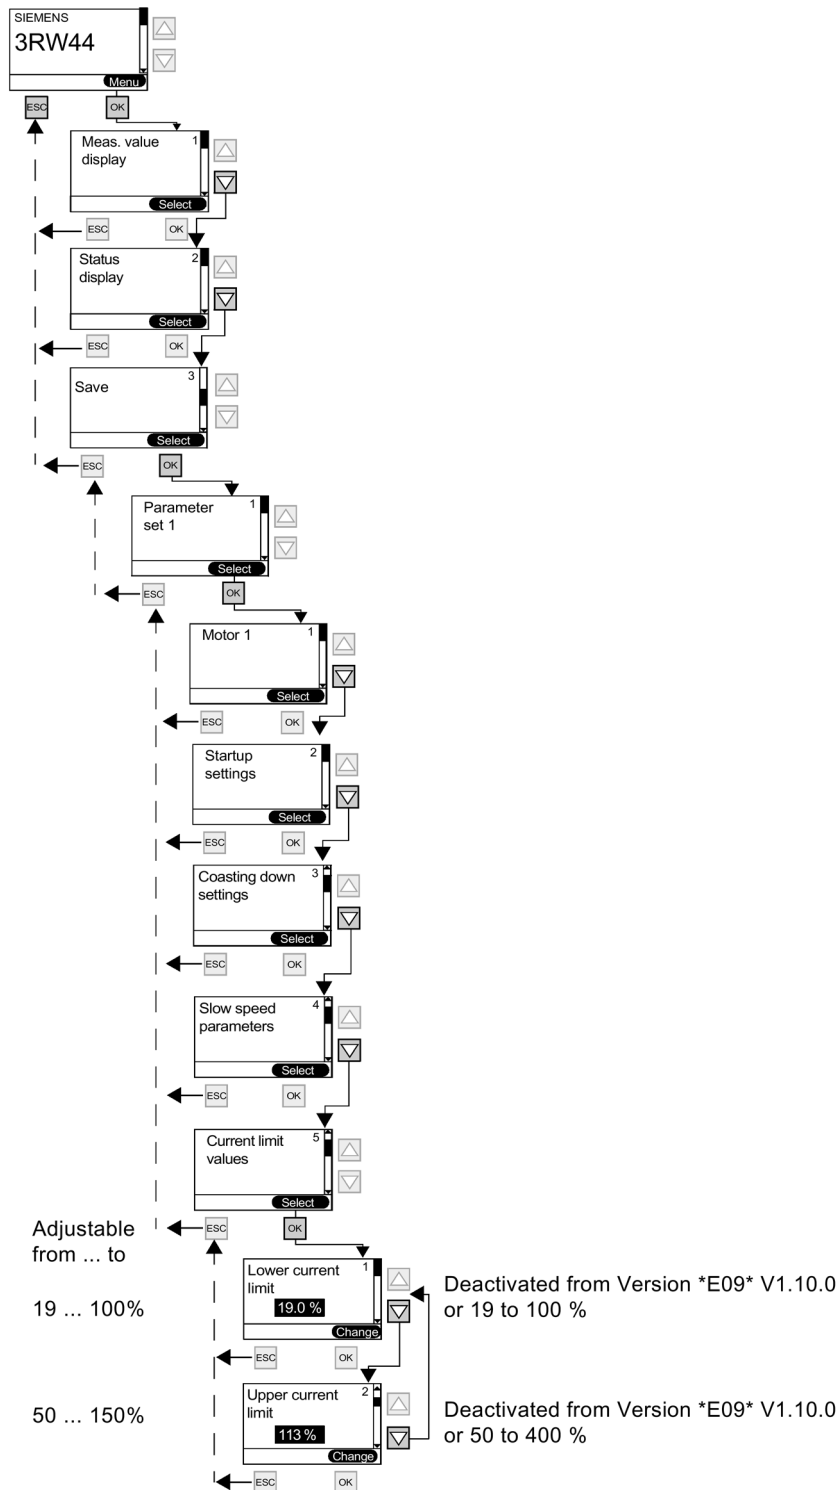 SIEMENS
3RW44
Menu
ESC
OK
Meas. value
display
1
Select
ESC
OK
Status
display
2
Select
ESC
OK
Save
3
Select
ESC
OK
Parameter
set 1
1
Select
ESC
OK
Motor 1
1
Select
ESC
OK
Startup
settings
2
Select
ESC
OK
Coasting down
settings
3
Select
ESC
OK
Slow speed
parameters
4
Select
ESC
OK
Current limit
values
5
Select
ESC
OK
Adjustable
from ... to
Lower current
limit
1
19.0 %
Change
19 ... 100%
Deactivated from Version *E09* V1.10.0
or 19 to 100 %
ESC
OK
Upper current
limit
2
113 %
Change
50 ... 150%
Deactivated from Version *E09* V1.10.0
or 50 to 400 %
ESC
OK